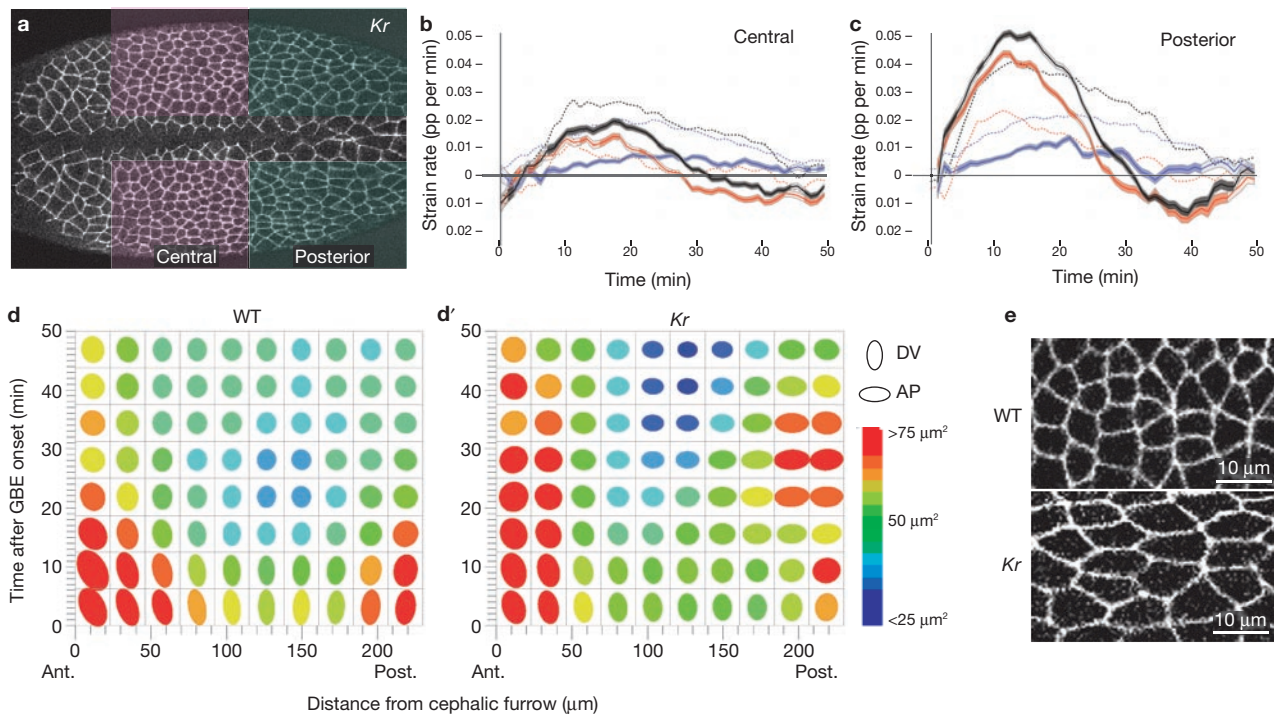 a
Kr
Central
Posterior
b
Central
Strain rate (pp per min)
0.05
0.04
0.03
0.02
0.01
0
0.01
0.02
0
10
20
30
40
50
Time (min)
c
Posterior
Strain rate (pp per min)
0.05
0.04
0.03
0.02
0.01
0
0.01
0.02
0
10
20
30
40
50
Time (min)
d
WT
Time after GBE onset (min)
50
40
30
20
10
0
0
50
100
150
200
Ant.
Post.
d′
Kr
50
40
30
20
10
0
0
50
100
150
200
Ant.
Post.
Distance from cephalic furrow (μm)
DV
AP
>75 μm²
50 μm²
<25 μm²
e
WT
10 μm
Kr
10 μm